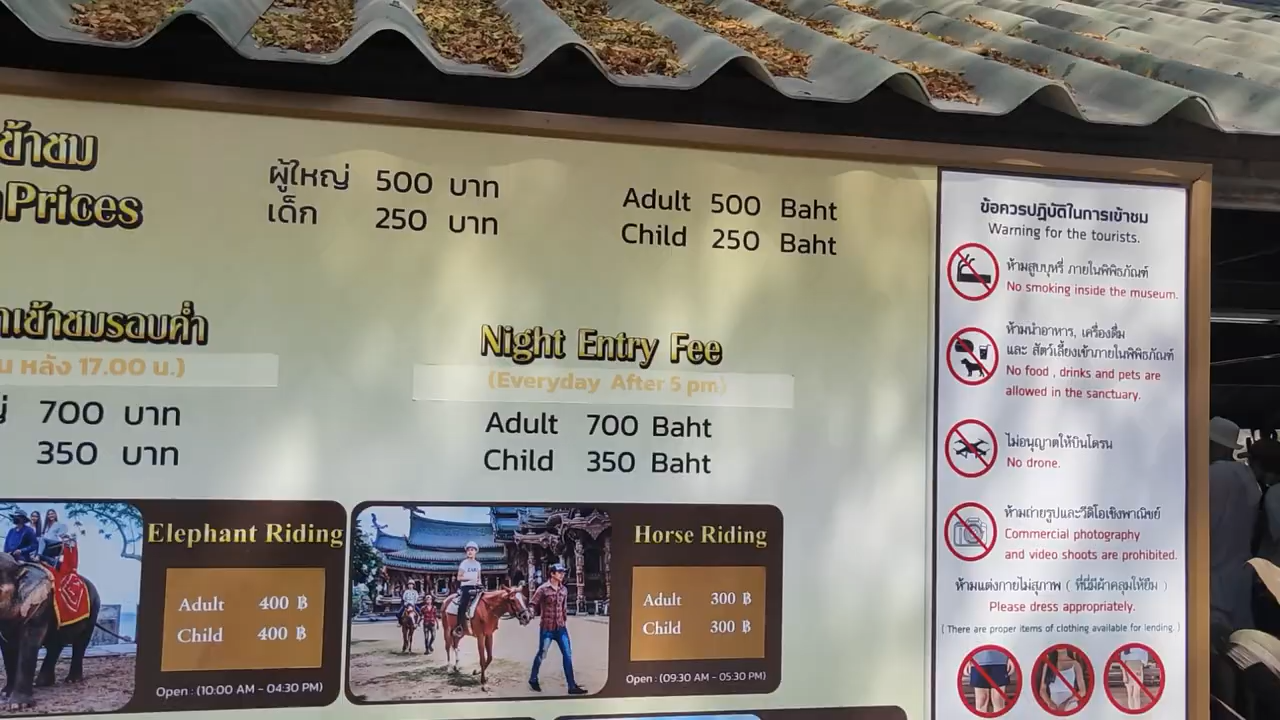 ข้าชม
Prices
ผู้ใหญ่ 500 บาท
เด็ก 250 บาท
Adult 500 Baht
Child 250 Baht
เข้าชมรอบค่ำ
หลัง 17.00 น.)
700 บาท
350 บาท
Night Entry Fee
(Everyday After 5 pm)
Adult 700 Baht
Child 350 Baht
Elephant Riding
Adult 400 ฿
Child 400 ฿
Open : (10:00 AM - 04:30 PM)
Horse Riding
Adult 300 ฿
Child 300 ฿
Open : (09:30 AM - 05:30 PM)
ข้อควรปฏิบัติในการเข้าชม
Warning for the tourists.
ห้ามสูบบุหรี่ ภายในพิพิธภัณฑ์
No smoking inside the museum.
ห้ามนำอาหาร, เครื่องดื่ม
และ สัตว์เลี้ยงเข้าภายในพิพิธภัณฑ์
No food , drinks and pets are
allowed in the sanctuary.
ไม่อนุญาตให้บินโดรน
No drone.
ห้ามถ่ายรูปและวีดิโอเชิงพาณิชย์
Commercial photography
and video shoots are prohibited.
ห้ามแต่งกายไม่สุภาพ ( ที่นี่มีผ้าคลุมให้ยืม )
Please dress appropriately.
( There are proper items of clothing available for lending. )